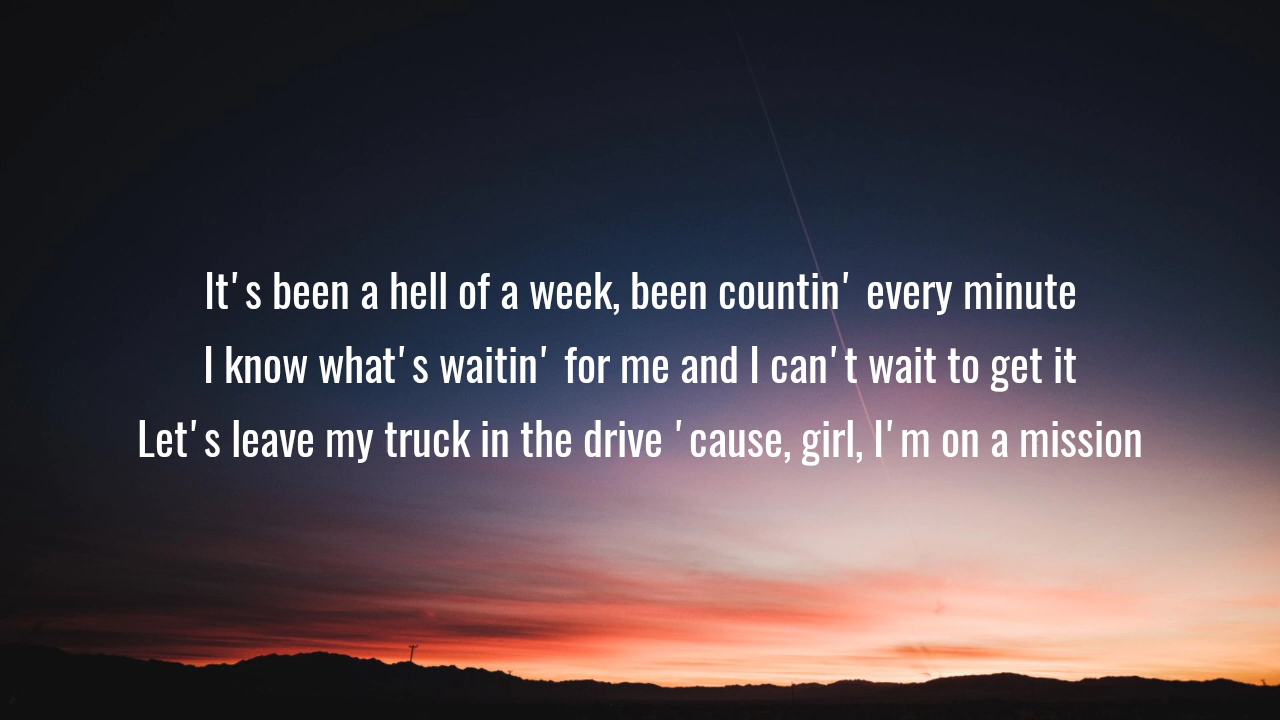 It's been a hell of a week, been countin' every minute
I know what's waitin' for me and I can't wait to get it
Let's leave my truck in the drive 'cause, girl, I'm on a mission